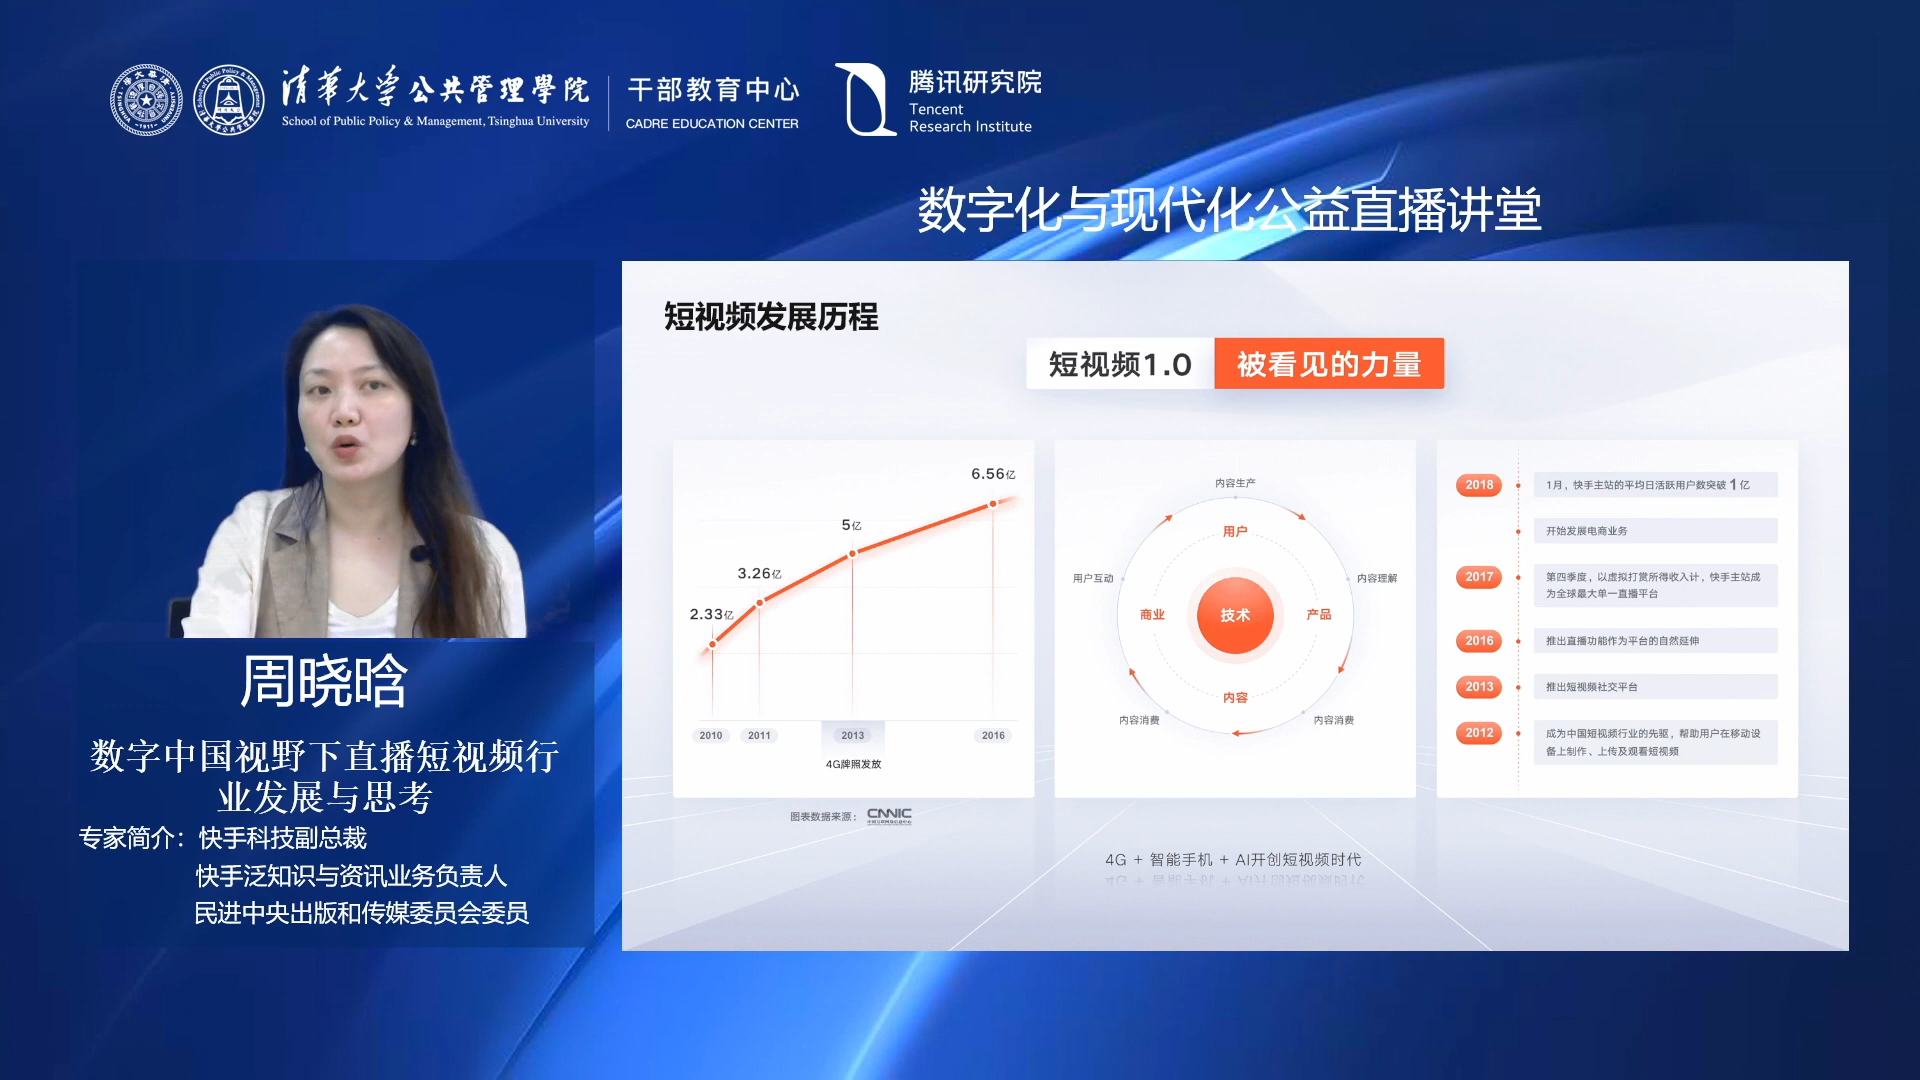 清華大学公共管理學院
School of Public Policy & Management, Tsinghua University
干部教育中心
CADRE EDUCATION CENTER
腾讯研究院
Tencent
Research Institute
数字化与现代化公益直播讲堂
周晓晗
数字中国视野下直播短视频行
业发展与思考
专家简介：快手科技副总裁
快手泛知识与资讯业务负责人
民进中央出版和传媒委员会委员
短视频发展历程
短视频1.0 被看见的力量
6.56亿
5亿
3.26亿
2.33亿
2010 2011 2013 2016
4G牌照发放
图表数据来源： CNNIC
内容生产
用户
用户互动
内容理解
商业
技术
产品
内容
内容消费
内容消费
2018 1月，快手主站的平均日活跃用户数突破 1 亿
开始发展电商业务
2017 第四季度，以虚拟打赏所得收入计，快手主站成
为全球最大单一直播平台
2016 推出直播功能作为平台的自然延伸
2013 推出短视频社交平台
2012 成为中国短视频行业的先驱，帮助用户在移动设
备上制作、上传及观看短视频
4G + 智能手机 + AI开创短视频时代